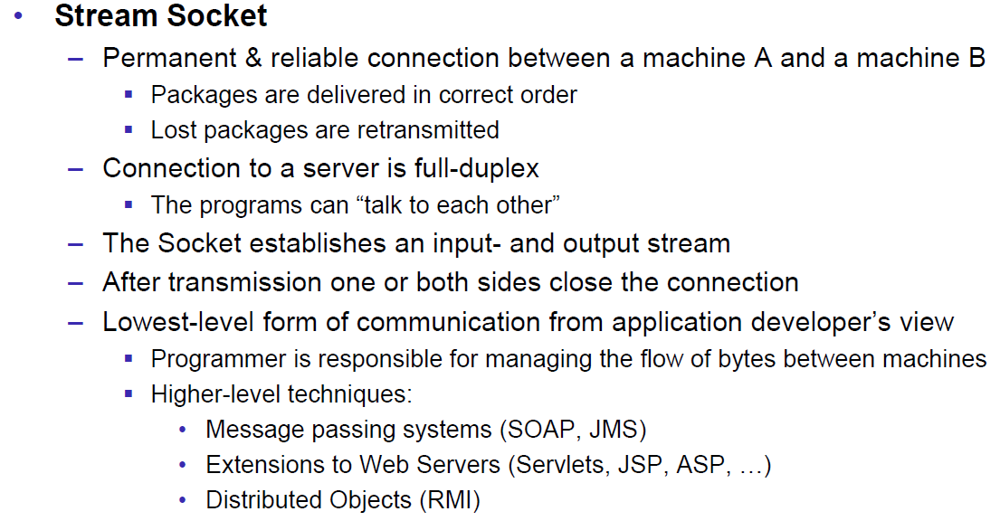 • Stream Socket
– Permanent & reliable connection between a machine A and a machine B
▪ Packages are delivered in correct order
▪ Lost packages are retransmitted
– Connection to a server is full-duplex
▪ The programs can “talk to each other”
– The Socket establishes an input- and output stream
– After transmission one or both sides close the connection
– Lowest-level form of communication from application developer’s view
▪ Programmer is responsible for managing the flow of bytes between machines
▪ Higher-level techniques:
• Message passing systems (SOAP, JMS)
• Extensions to Web Servers (Servlets, JSP, ASP, …)
• Distributed Objects (RMI)